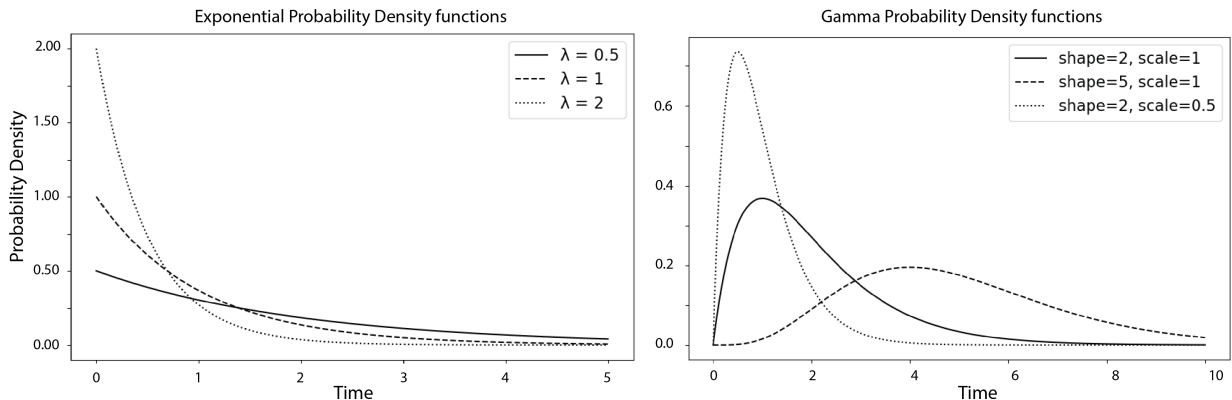 Exponential Probability Density functions
2.00
1.50
1.00
0.50
0.00
Probability Density
λ = 0.5
λ = 1
λ = 2
0 1 2 3 4 5
Time
Gamma Probability Density functions
0.6
0.4
0.2
0.0
shape=2, scale=1
shape=5, scale=1
shape=2, scale=0.5
0 2 4 6 8 10
Time